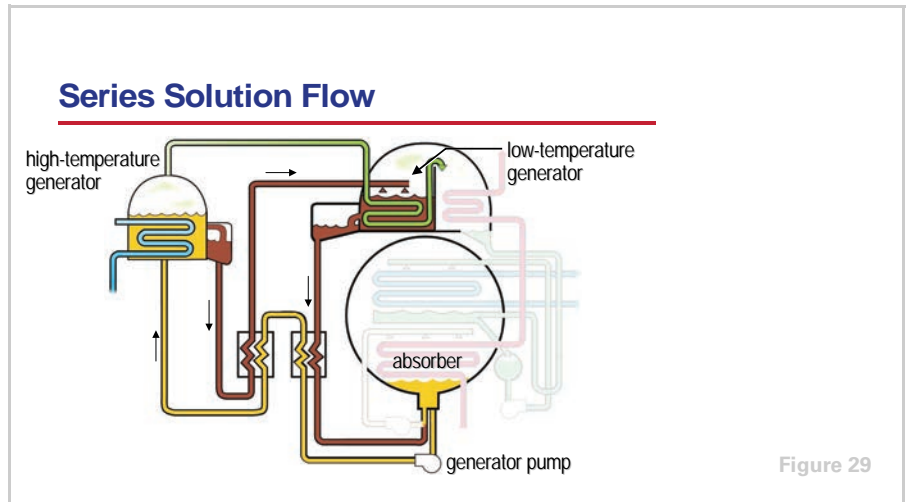 Series Solution Flow
high-temperature
generator
low-temperature
generator
absorber
generator pump
Figure 29